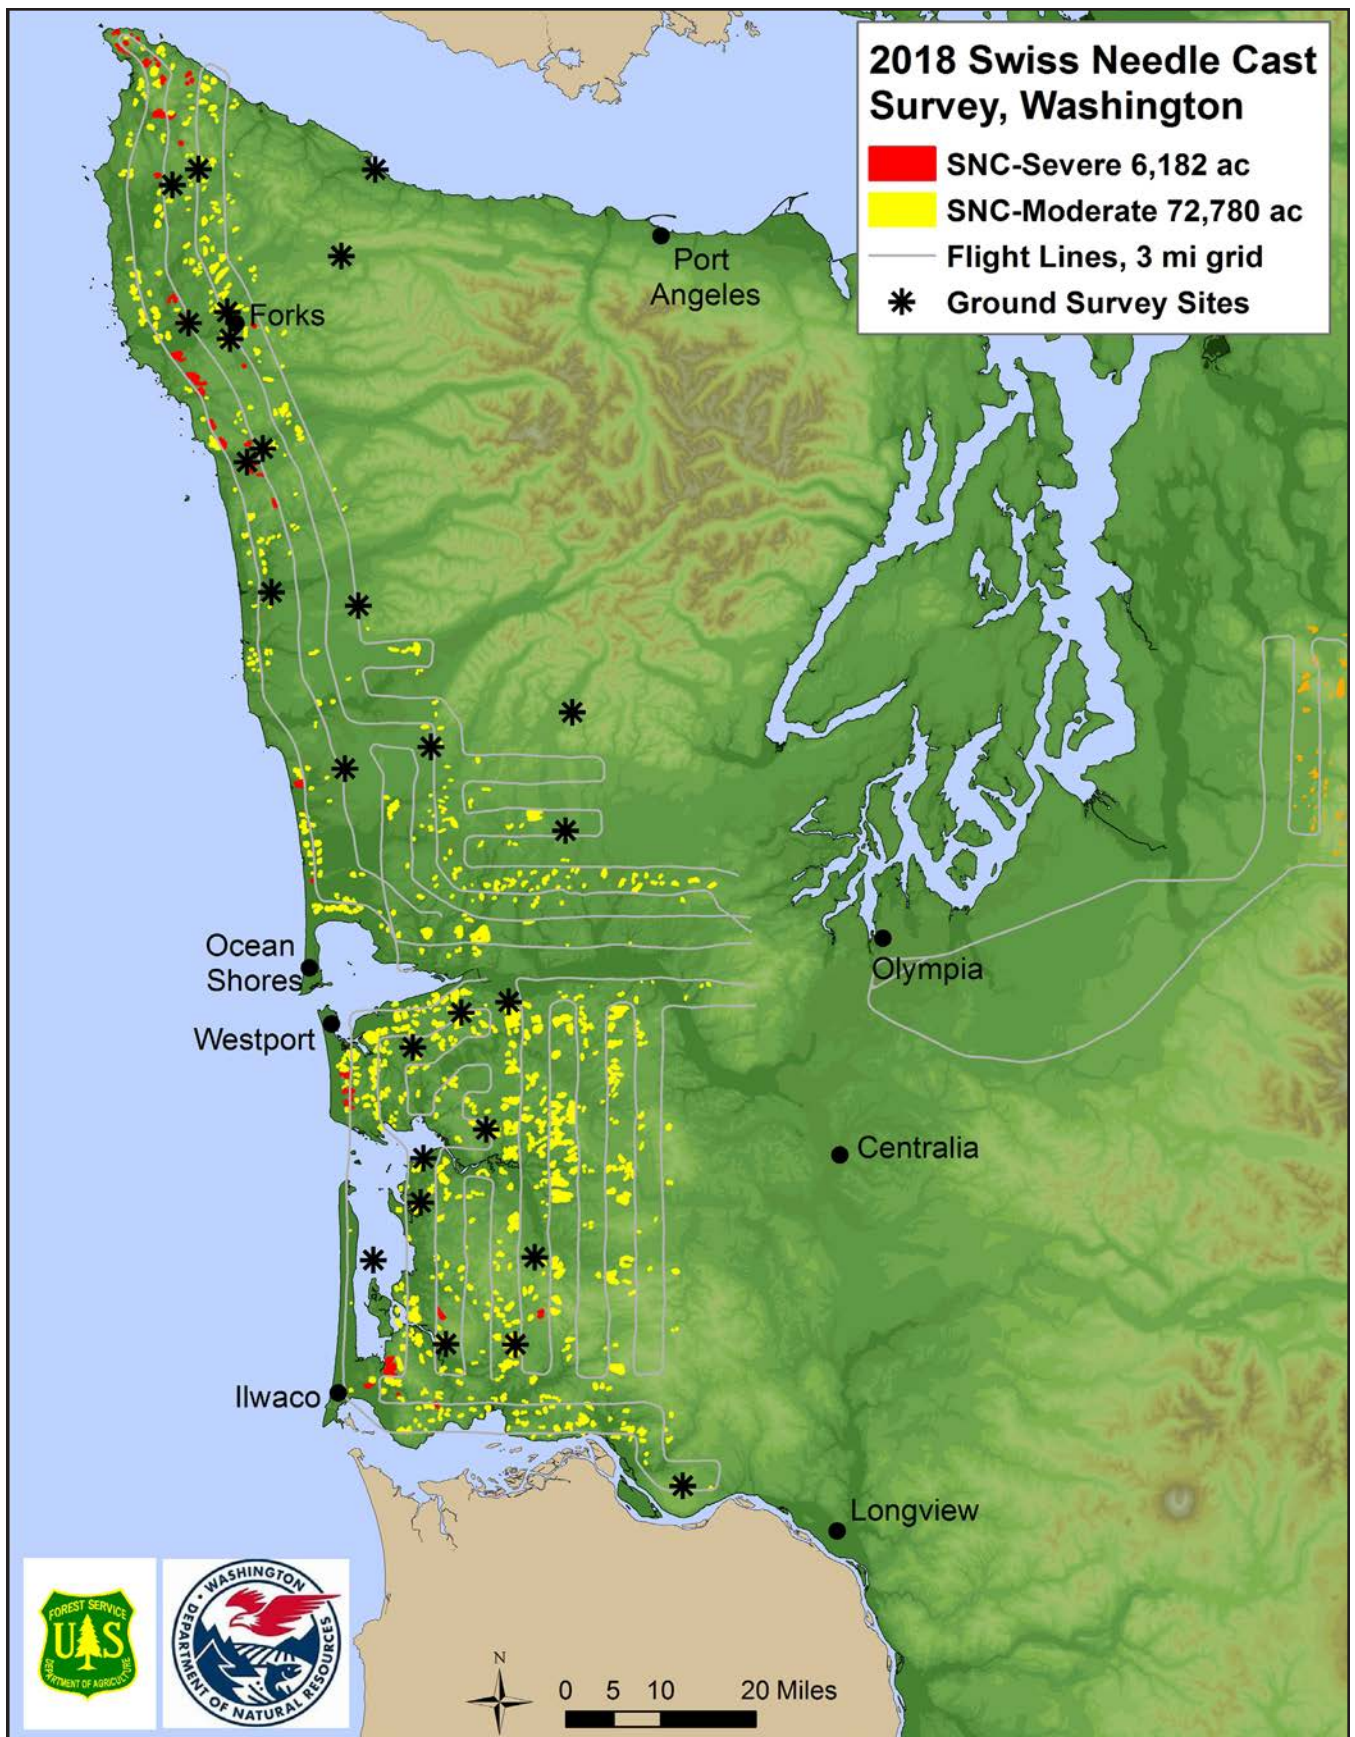 2018 Swiss Needle Cast
Survey, Washington
SNC-Severe 6,182 ac
SNC-Moderate 72,780 ac
Flight Lines, 3 mi grid
Ground Survey Sites
Port
Angeles
Forks
Ocean
Shores
Olympia
Westport
Centralia
Ilwaco
Longview
FOREST SERVICE
U S
DEPARTMENT OF AGRICULTURE
WASHINGTON
DEPARTMENT OF NATURAL RESOURCES
N
0 5 10 20 Miles